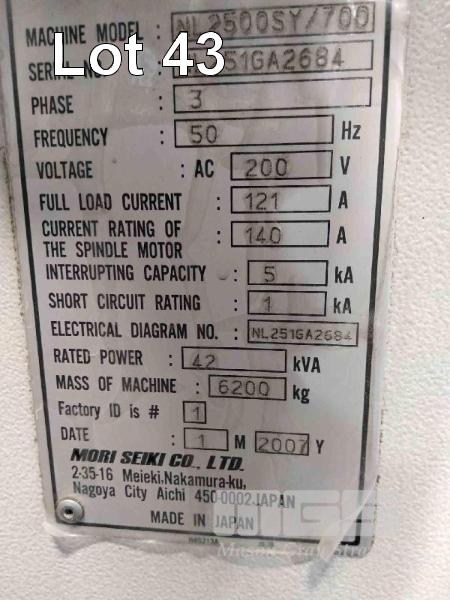 MACHINE MODEL : NL2500SY/700
Lot 43
SERIAL NO. : 251GA2684
PHASE : 3
FREQUENCY : 50 Hz
VOLTAGE : AC 200 V
FULL LOAD CURRENT : 121 A
CURRENT RATING OF
THE SPINDLE MOTOR : 140 A
INTERRUPTING CAPACITY : 5 kA
SHORT CIRCUIT RATING : 1 kA
ELECTRICAL DIAGRAM NO. : NL251GA2684
RATED POWER : 42 kVA
MASS OF MACHINE : 6200 kg
Factory ID is # 1
DATE : 1 M 2007 Y
MORI SEIKI CO., LTD.
2-35-16 Meieki,Nakamura-ku,
Nagoya City Aichi 450-0002 JAPAN
MADE IN JAPAN